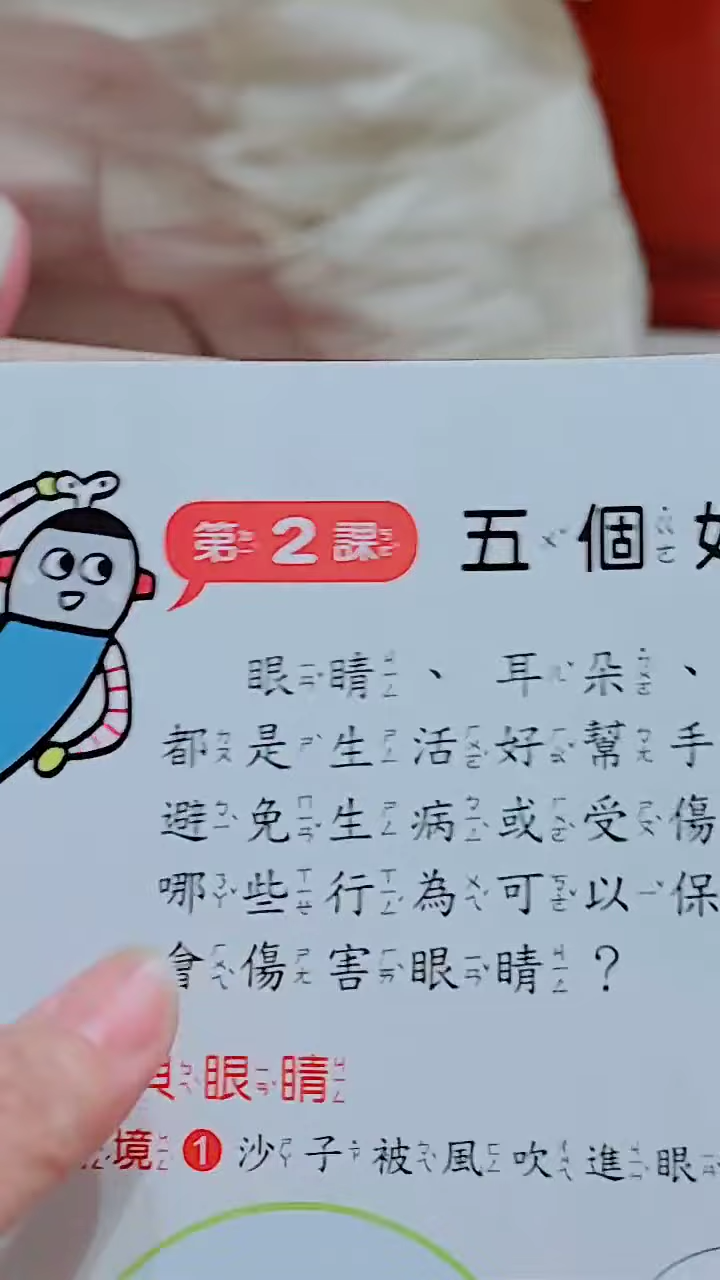 第2課 五個
眼睛、耳朵、
都是生活好幫手
避免生病或受傷
哪些行為可以保
會傷害眼睛？
眼睛
境 1 沙子被風吹進眼